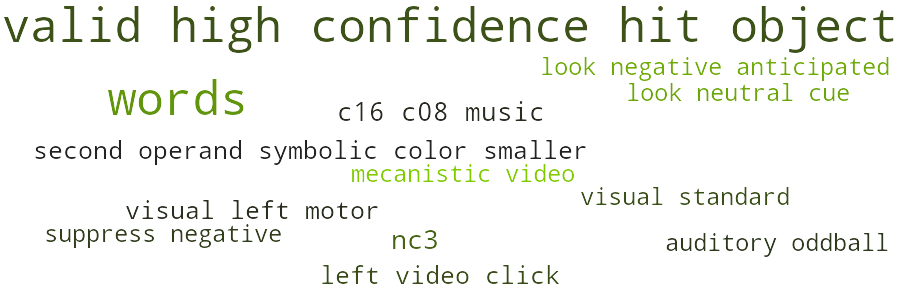 valid high confidence hit object
look negative anticipated
words
look neutral cue
c16 c08 music
second operand symbolic color smaller
mecanistic video
visual standard
visual left motor
suppress negative
nc3
auditory oddball
left video click